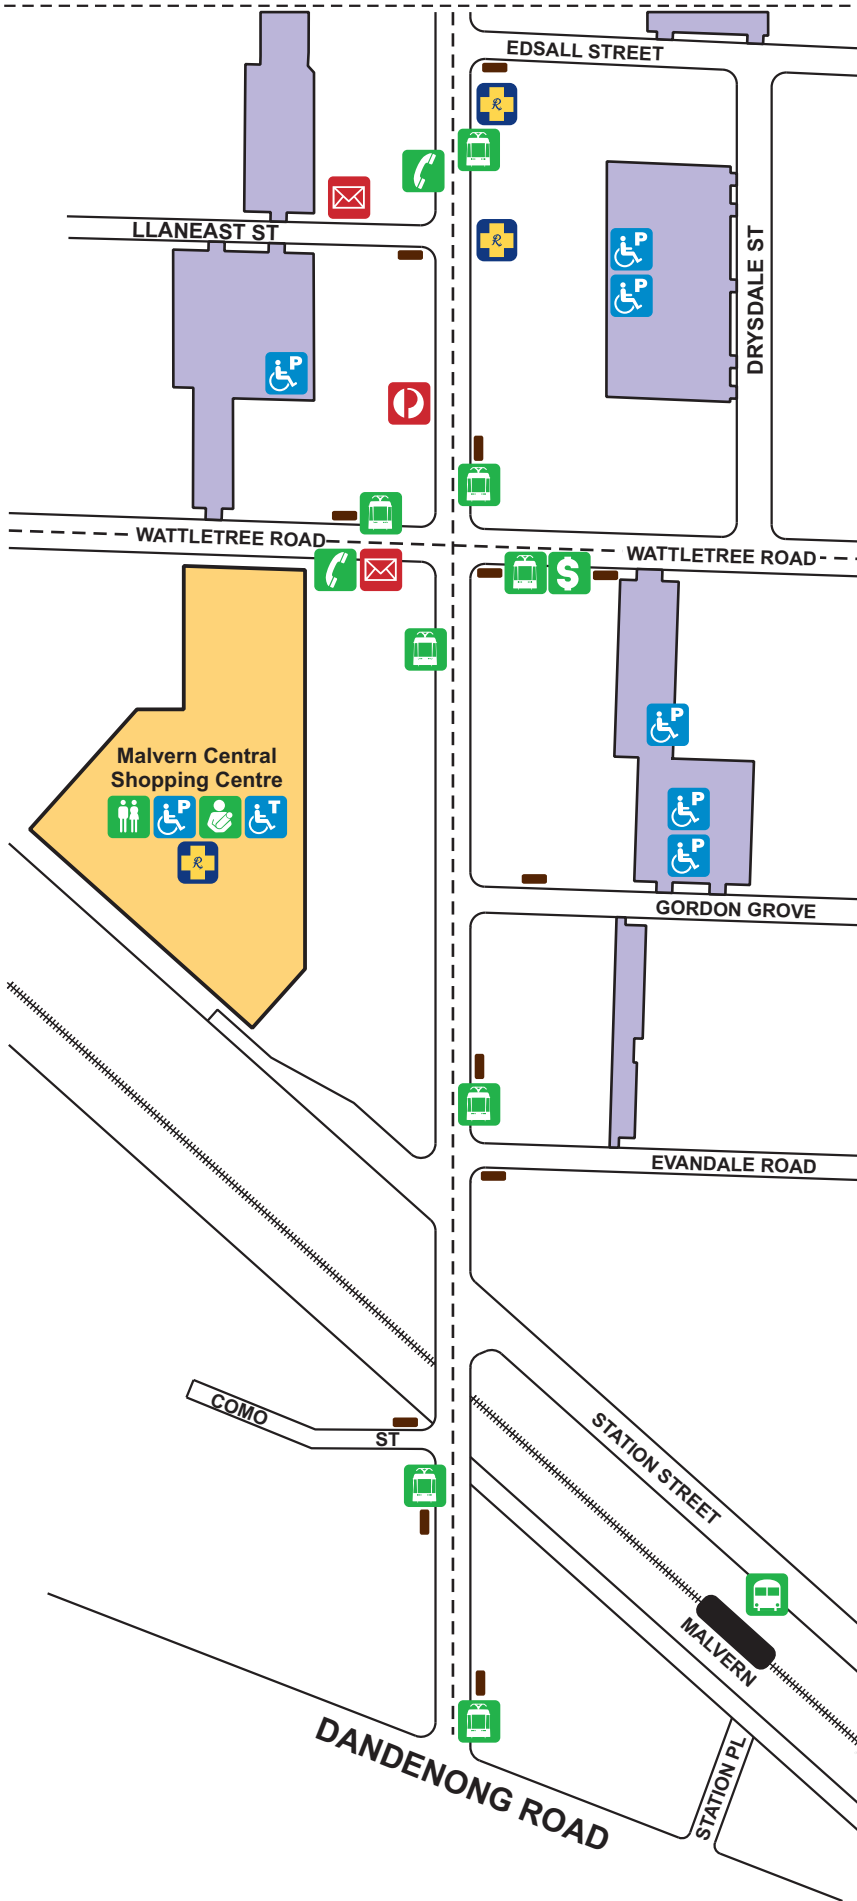 EDSALL STREET
LLANEAST ST
P
P
DRYSDALE ST
P
P
WATTLETREE ROAD
WATTLETREE ROAD
$
P
Malvern Central
Shopping Centre
P
T
P
P
GORDON GROVE
EVANDALE ROAD
COMO
ST
STATION STREET
MALVERN
DANDENONG ROAD
STATION PL